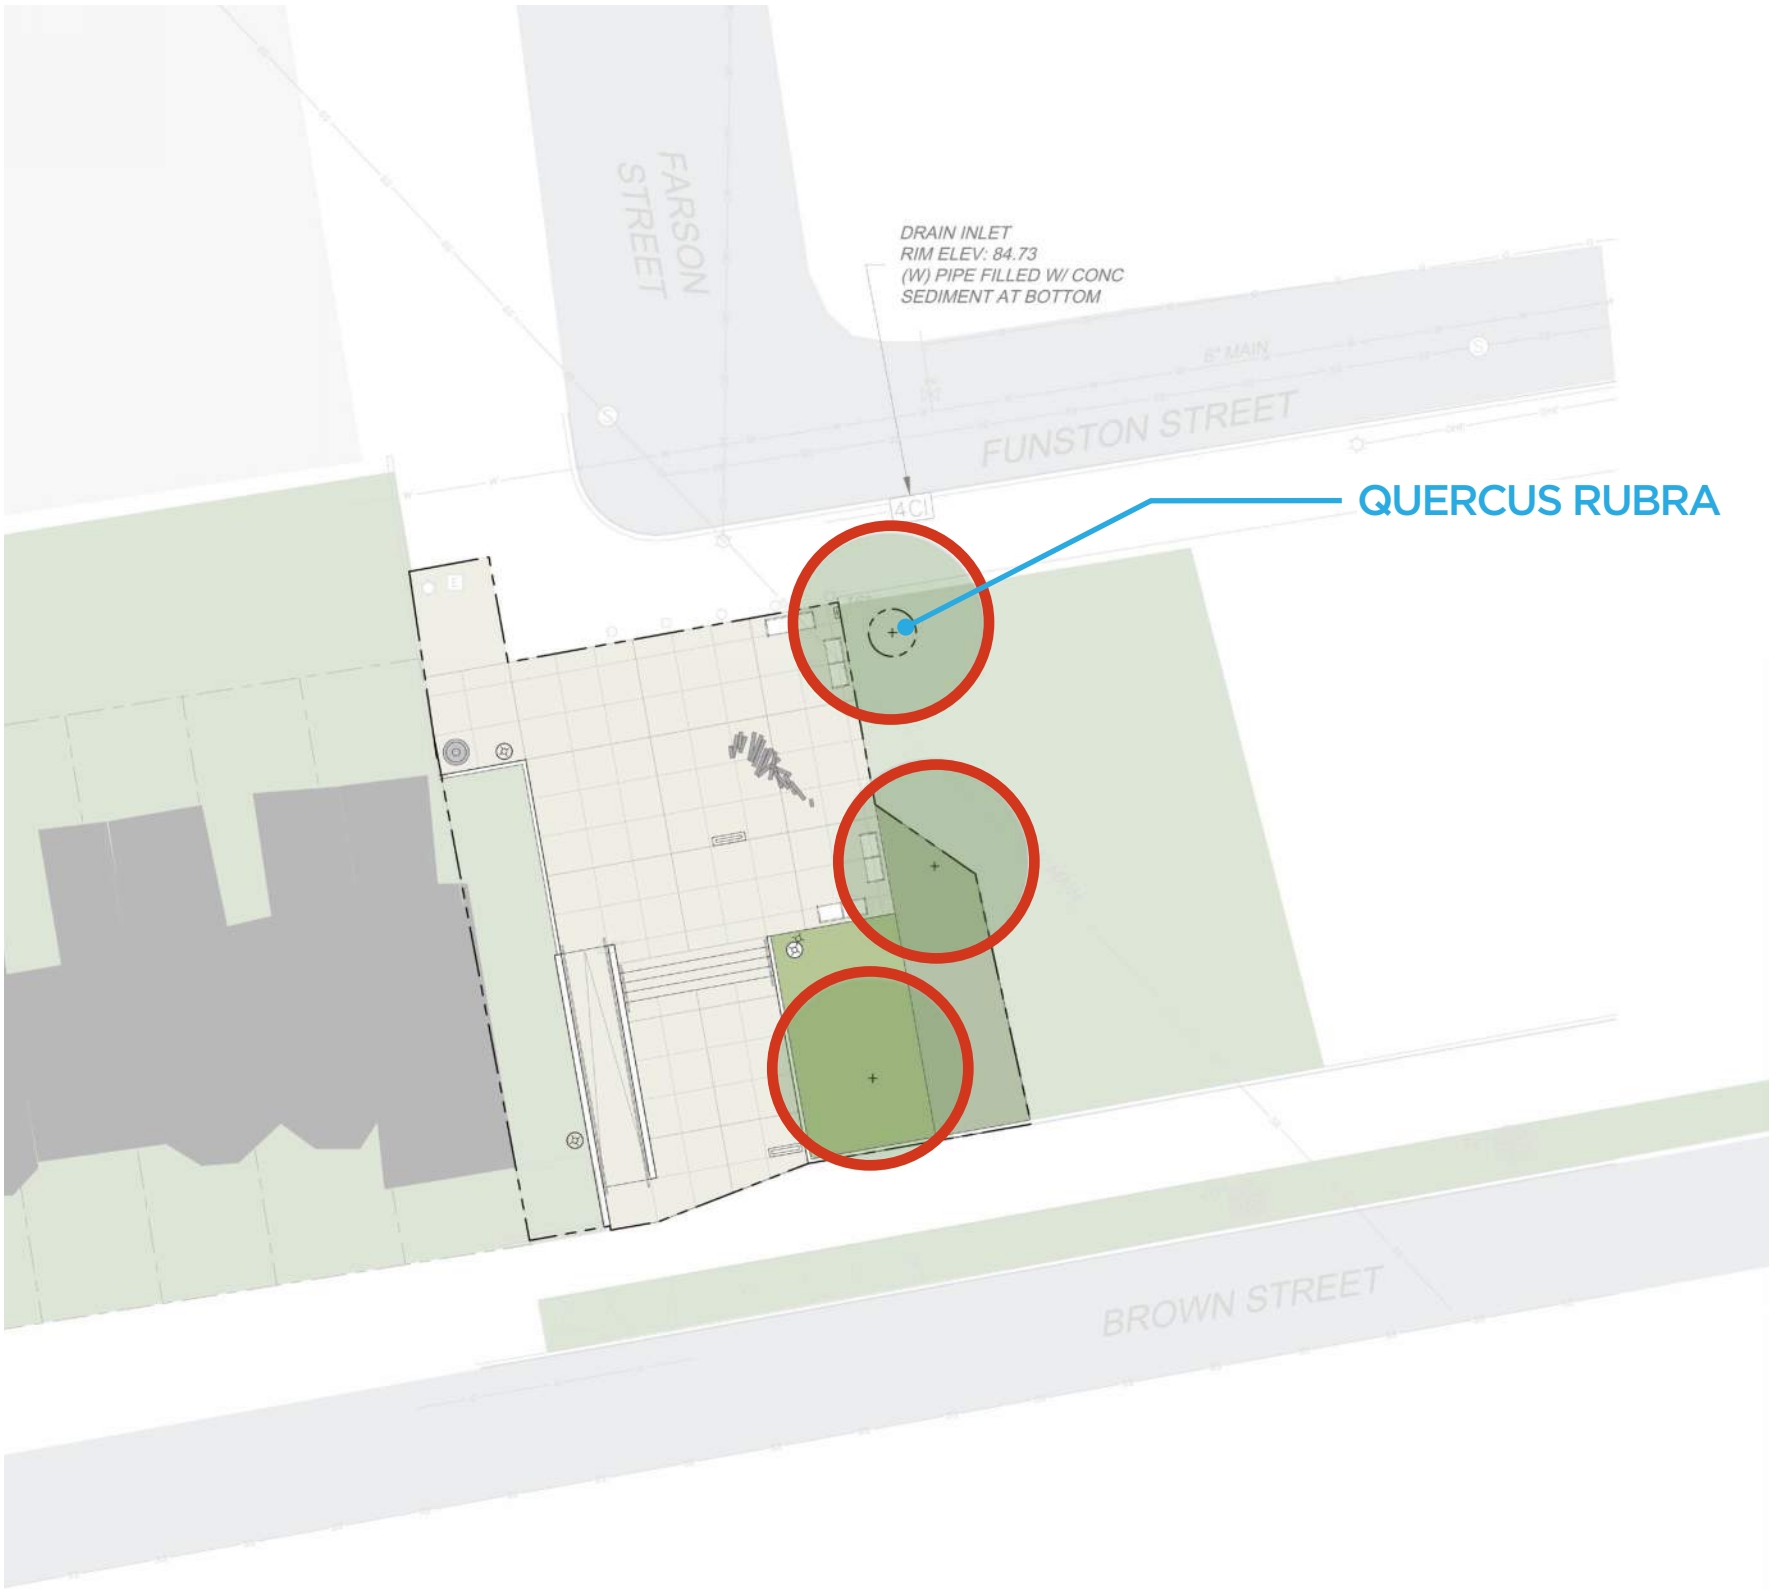 FARSON
STREET
DRAIN INLET
RIM ELEV: 84.73
(W) PIPE FILLED W/ CONC
SEDIMENT AT BOTTOM
6" MAIN
FUNSTON STREET
4CI
QUERCUS RUBRA
E
S
S
BROWN STREET